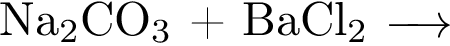 Na₂CO₃ + BaCl₂ ⟶